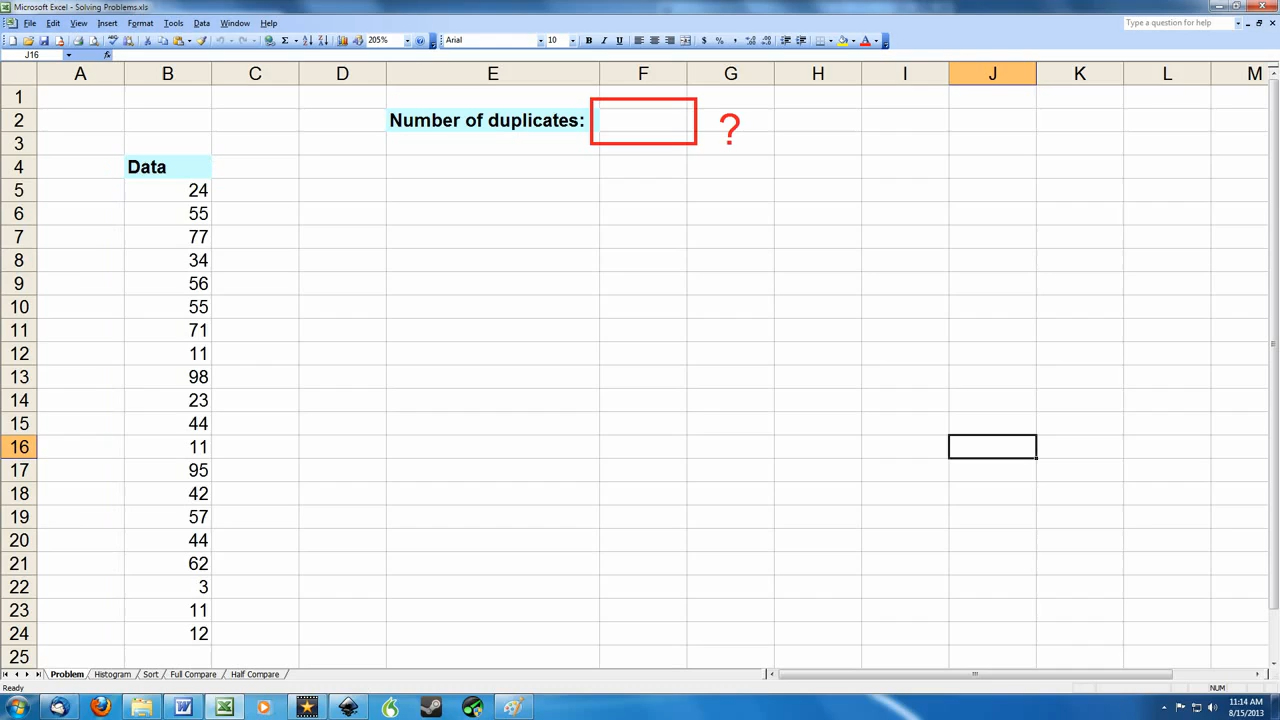 Microsoft Excel - Solving Problems.xls
File Edit View Insert Format Tools Data Window Help
Type a question for help
205% Arial 10 B I U $ % ,
J16 fx
A B C D E F G H I J K L M
1
2 Number of duplicates: ?
3
4 Data
5 24
6 55
7 77
8 34
9 56
10 55
11 71
12 11
13 98
14 23
15 44
16 11
17 95
18 42
19 57
20 44
21 62
22 3
23 11
24 12
25
Problem Histogram Sort Full Compare Half Compare
Ready NUM
11:14 AM
8/15/2013